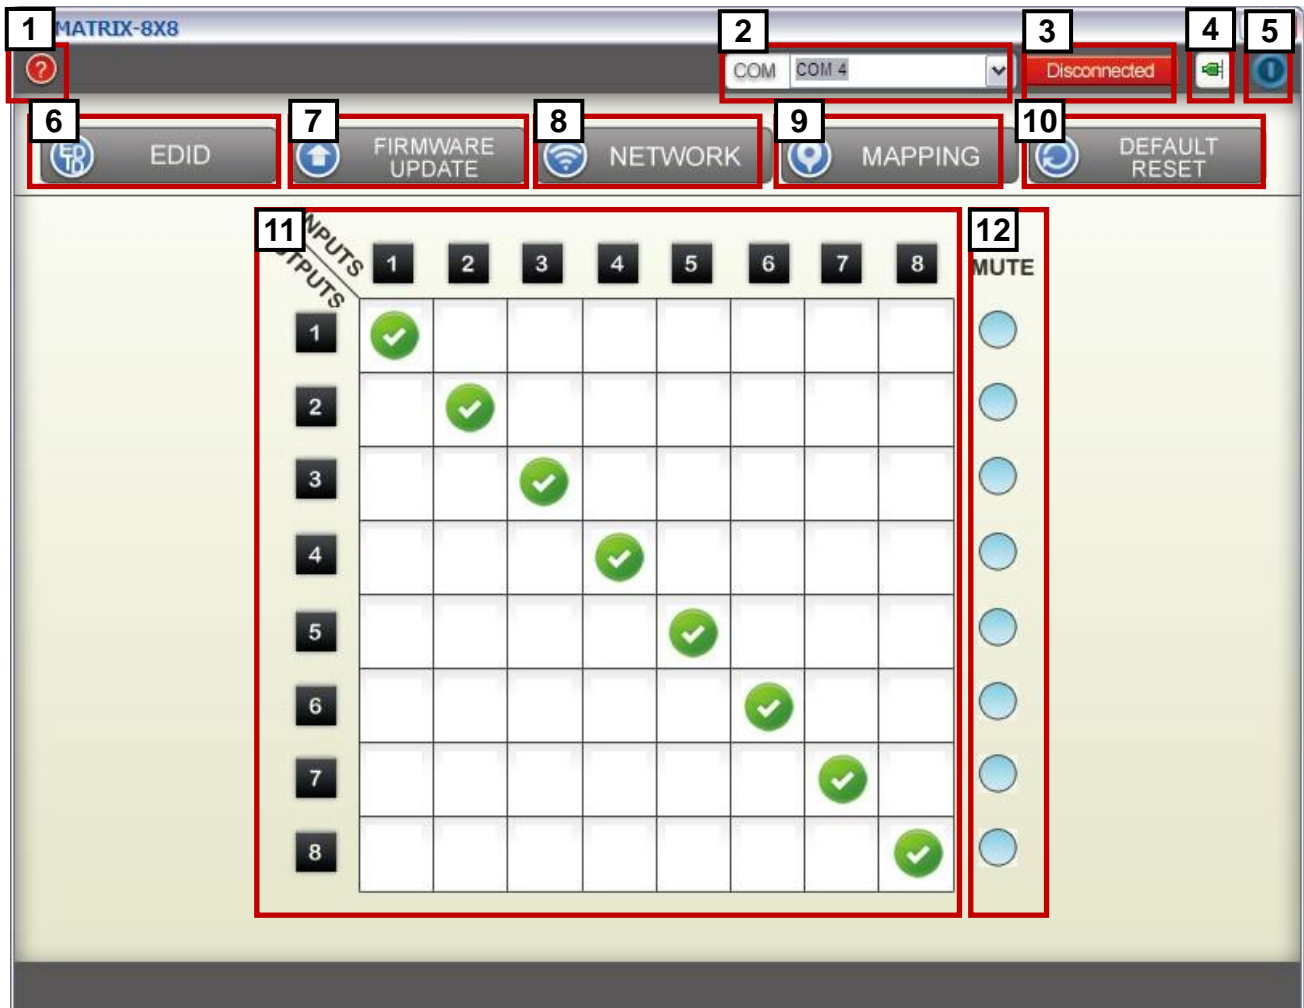 MATRIX-8X8
1
2
3
4
5
?
COM COM 4
Disconnected
6
7
8
9
10
EDID
FIRMWARE
UPDATE
NETWORK
MAPPING
DEFAULT
RESET
11
12
INPUTS
OUTPUTS
1 2 3 4 5 6 7 8
MUTE
1
2
3
4
5
6
7
8